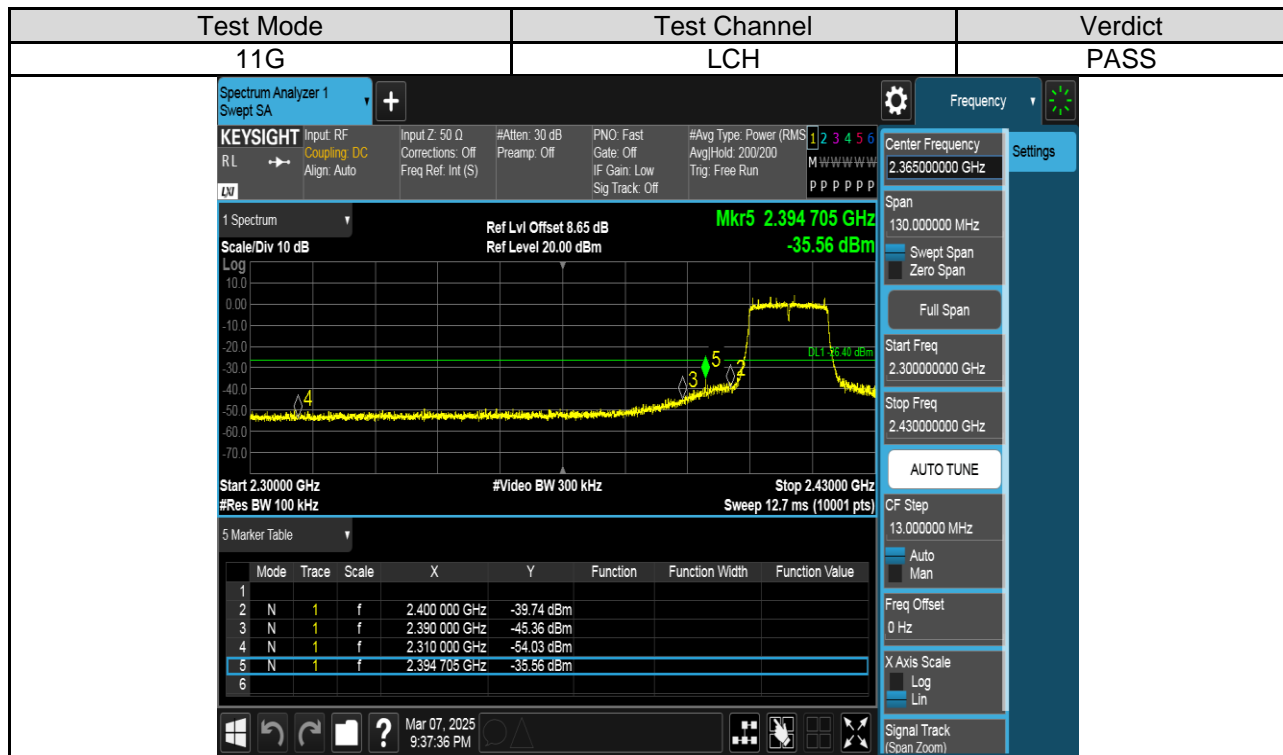 Test Mode Test Channel Verdict
11G LCH PASS
Spectrum Analyzer 1
Swept SA
+
Frequency
KEYSIGHT Input: RF Input Z: 50 Ω #Atten: 30 dB PNO: Fast #Avg Type: Power (RMS 1 2 3 4 5 6
RL Coupling: DC Corrections: Off Preamp: Off Gate: Off Avg|Hold: 200/200 M W W W W W
Align: Auto Freq Ref: Int (S) IF Gain: Low Trig: Free Run
LXI Sig Track: Off P P P P P P
Center Frequency
2.365000000 GHz
Settings
Span
130.000000 MHz
Swept Span
Zero Span
Full Span
Start Freq
2.300000000 GHz
Stop Freq
2.430000000 GHz
AUTO TUNE
CF Step
13.000000 MHz
Auto
Man
Freq Offset
0 Hz
X Axis Scale
Log
Lin
Signal Track
(Span Zoom)
1 Spectrum Ref Lvl Offset 8.65 dB Mkr5 2.394 705 GHz
Scale/Div 10 dB Ref Level 20.00 dBm -35.56 dBm
Log
10.0
0.00
-10.0
-20.0
DL1 -26.40 dBm
-30.0
-40.0
-50.0
-60.0
-70.0
4 3 5 2
Start 2.30000 GHz #Video BW 300 kHz Stop 2.43000 GHz
#Res BW 100 kHz Sweep 12.7 ms (10001 pts)
5 Marker Table
Mode Trace Scale X Y Function Function Width Function Value
1
2 N 1 f 2.400 000 GHz -39.74 dBm
3 N 1 f 2.390 000 GHz -45.36 dBm
4 N 1 f 2.310 000 GHz -54.03 dBm
5 N 1 f 2.394 705 GHz -35.56 dBm
6
? Mar 07, 2025
9:37:36 PM